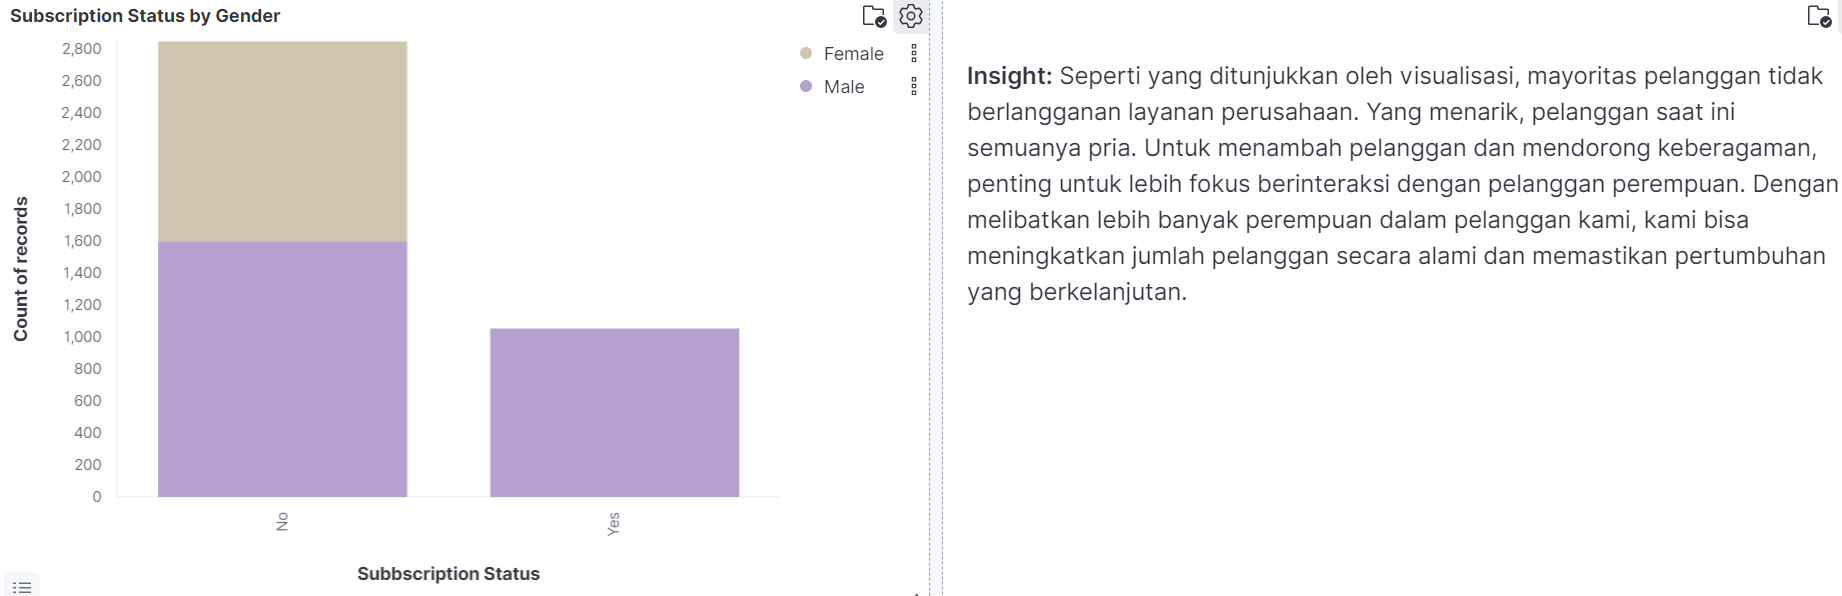 Subscription Status by Gender
2,800
2,600
2,400
2,200
2,000
1,800
1,600
1,400
1,200
1,000
800
600
400
200
0
Count of records
No
Yes
Subbscription Status
Female
Male
Insight: Seperti yang ditunjukkan oleh visualisasi, mayoritas pelanggan tidak
berlangganan layanan perusahaan. Yang menarik, pelanggan saat ini
semuanya pria. Untuk menambah pelanggan dan mendorong keberagaman,
penting untuk lebih fokus berinteraksi dengan pelanggan perempuan. Dengan
melibatkan lebih banyak perempuan dalam pelanggan kami, kami bisa
meningkatkan jumlah pelanggan secara alami dan memastikan pertumbuhan
yang berkelanjutan.